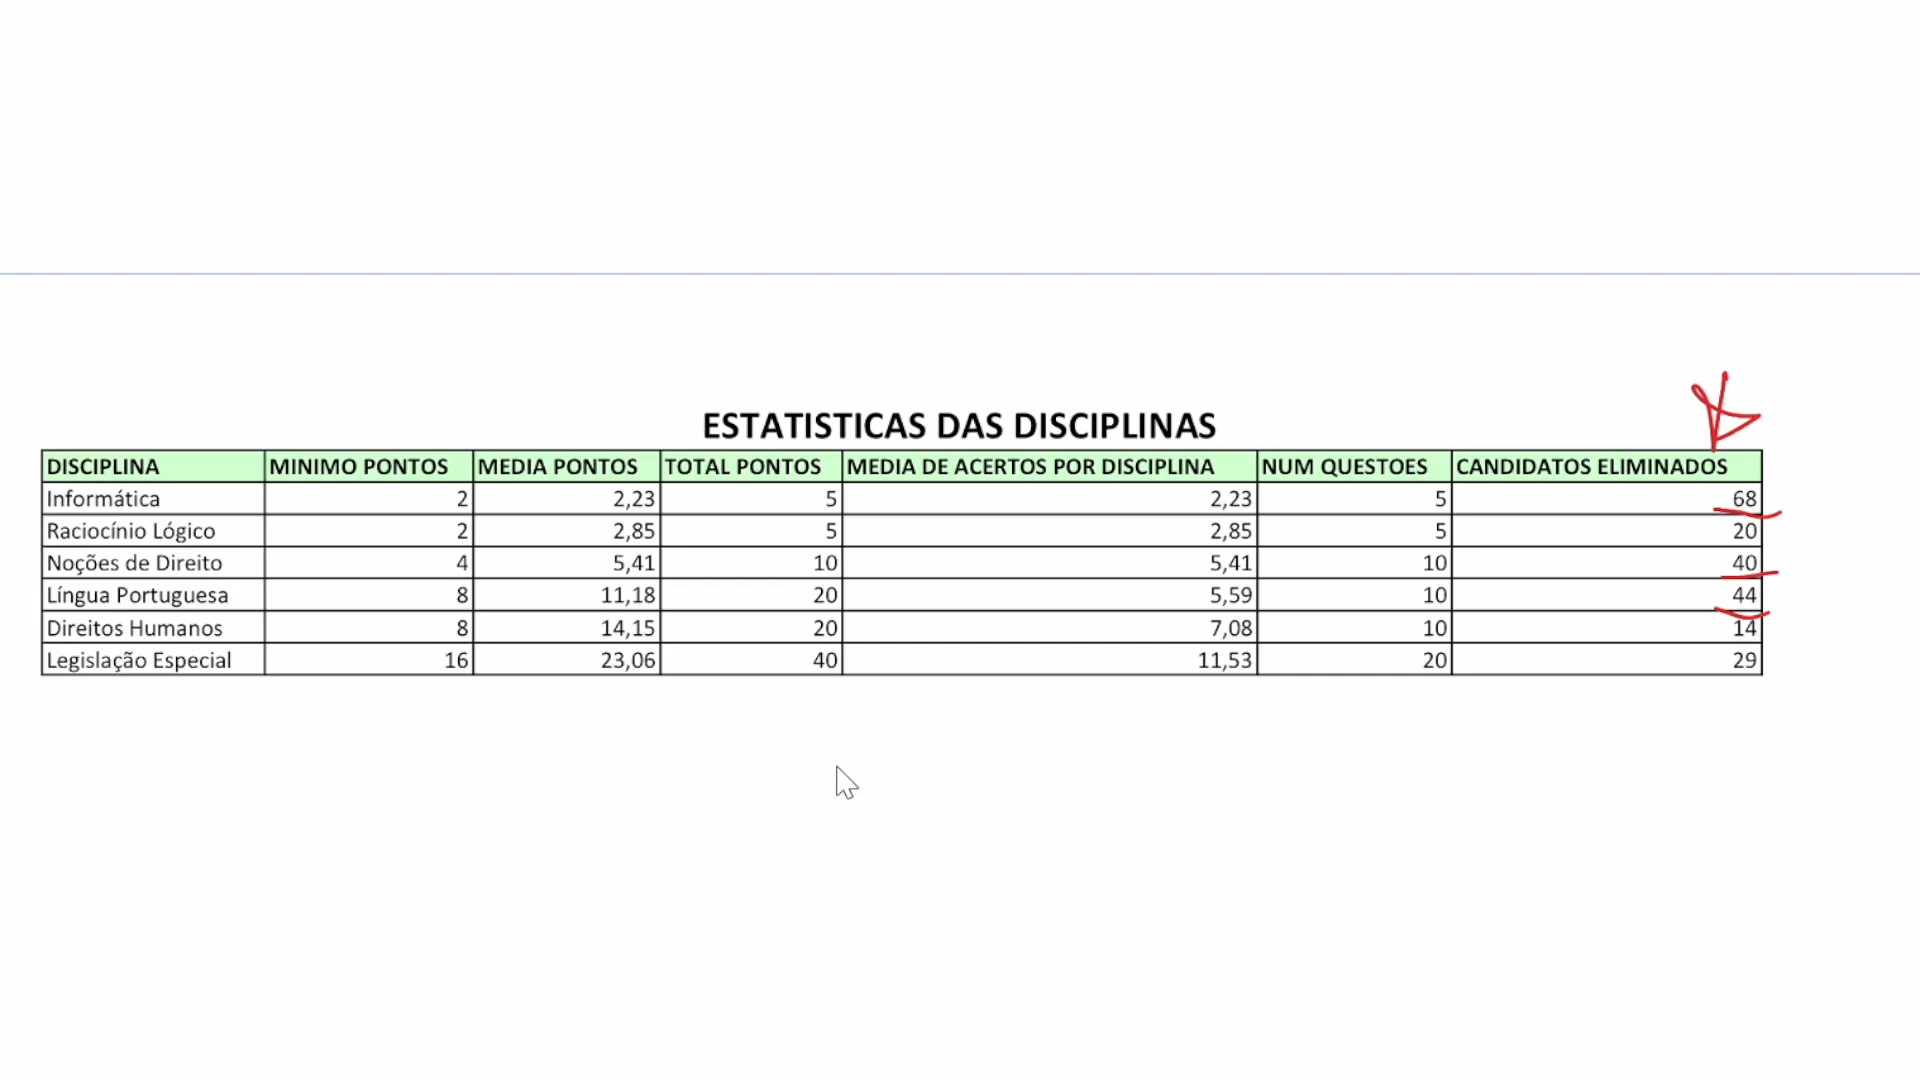 ESTATISTICAS DAS DISCIPLINAS
DISCIPLINA MINIMO PONTOS MEDIA PONTOS TOTAL PONTOS MEDIA DE ACERTOS POR DISCIPLINA NUM QUESTOES CANDIDATOS ELIMINADOS
Informática 2 2,23 5 2,23 5 68
Raciocínio Lógico 2 2,85 5 2,85 5 20
Noções de Direito 4 5,41 10 5,41 10 40
Língua Portuguesa 8 11,18 20 5,59 10 44
Direitos Humanos 8 14,15 20 7,08 10 14
Legislação Especial 16 23,06 40 11,53 20 29